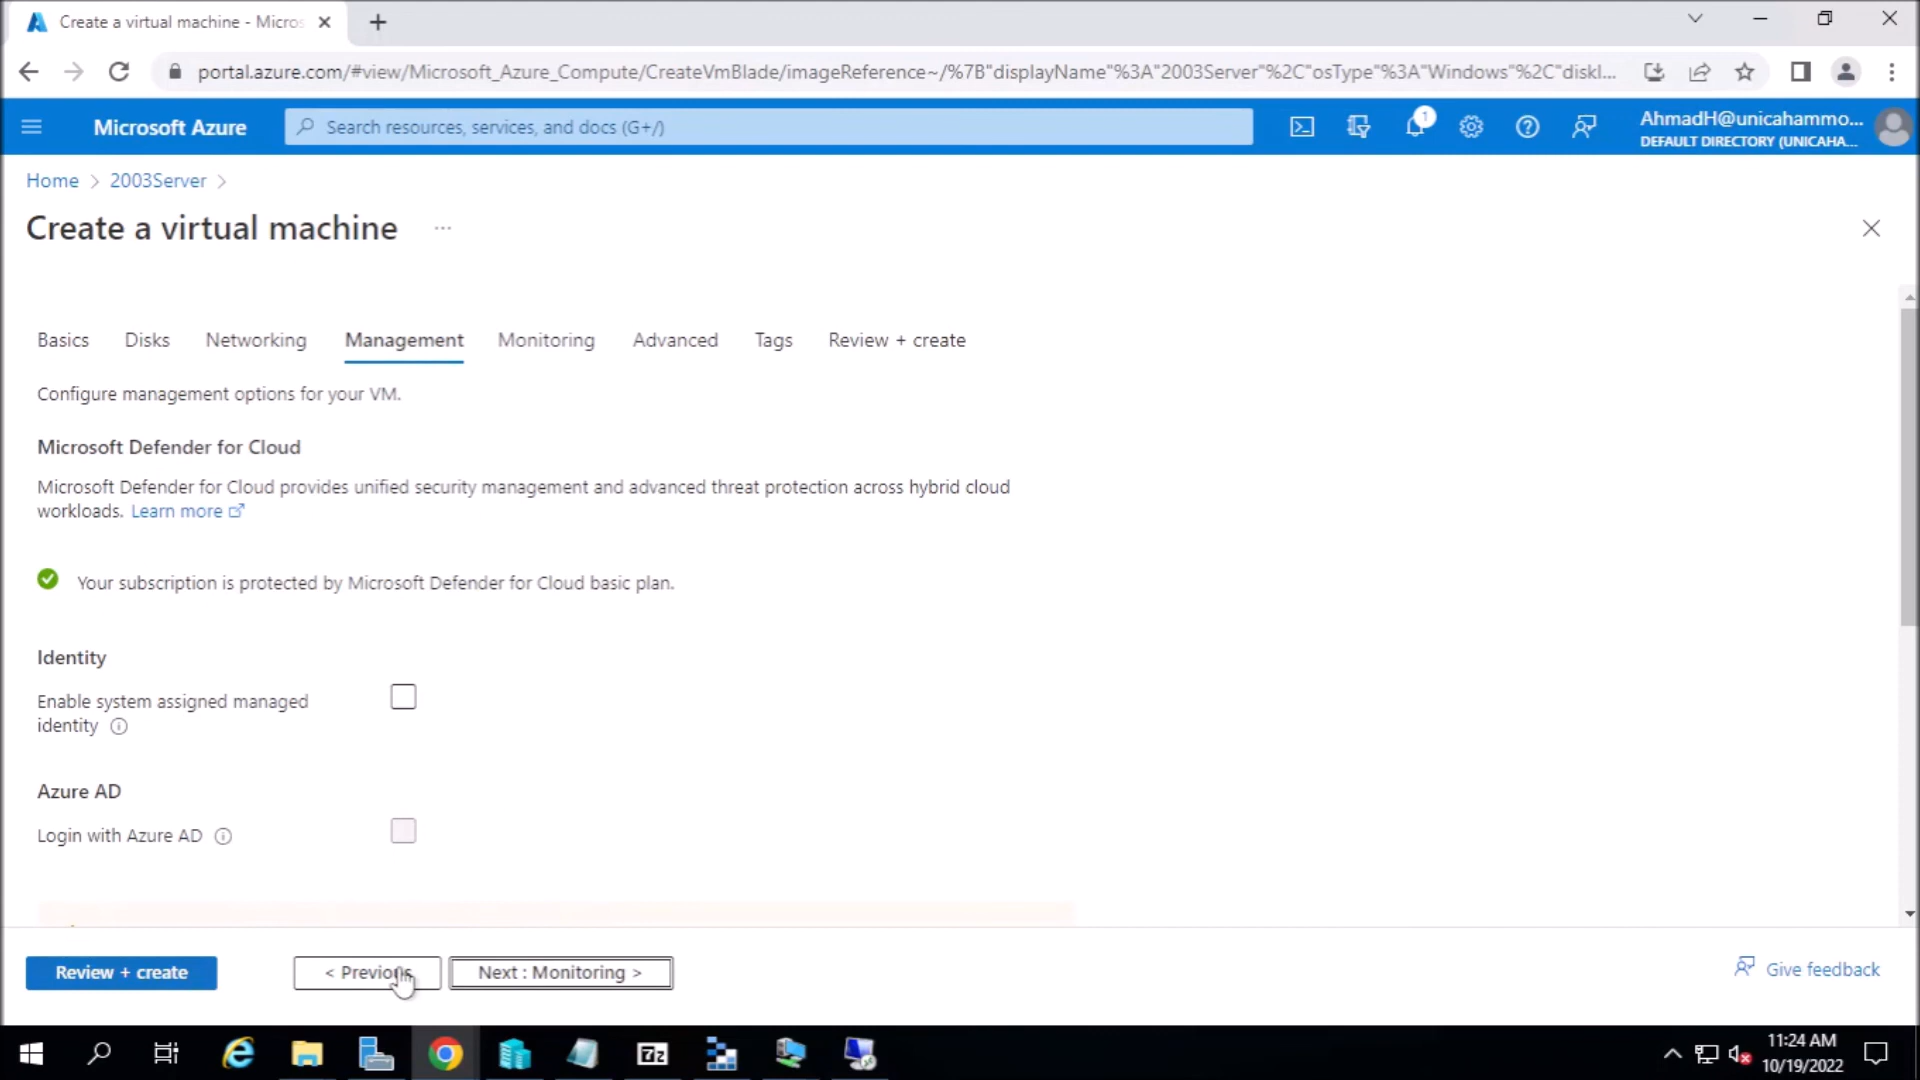 Create a virtual machine - Micros
portal.azure.com/#view/Microsoft_Azure_Compute/CreateVmBlade/imageReference~/%7B"displayName"%3A"2003Server"%2C"osType"%3A"Windows"%2C"diskI...
Microsoft Azure
Search resources, services, and docs (G+/)
1
AhmadH@unicahammo...
DEFAULT DIRECTORY (UNICAHA...
Home > 2003Server >
Create a virtual machine ...
Basics Disks Networking Management Monitoring Advanced Tags Review + create
Configure management options for your VM.
Microsoft Defender for Cloud
Microsoft Defender for Cloud provides unified security management and advanced threat protection across hybrid cloud
workloads. Learn more
Your subscription is protected by Microsoft Defender for Cloud basic plan.
Identity
Enable system assigned managed
identity
Azure AD
Login with Azure AD
Review + create
< Previous
Next : Monitoring >
Give feedback
7z
11:24 AM
10/19/2022